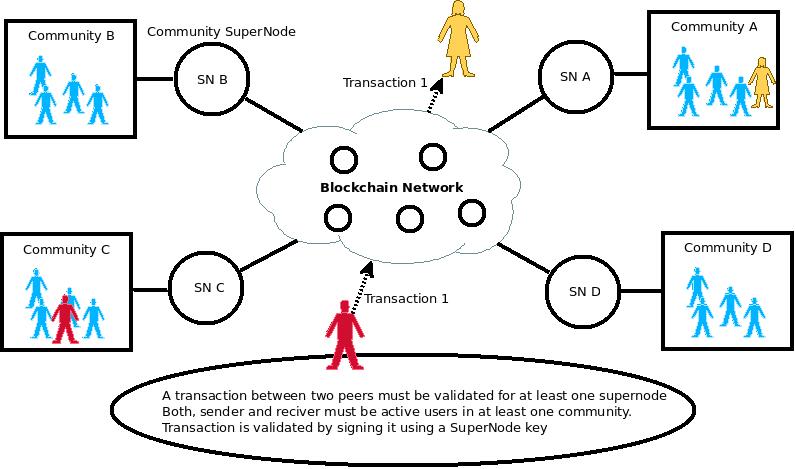 Community B
Community SuperNode
Community A
SN B
SN A
Transaction 1
Blockchain Network
Community C
Community D
SN C
SN D
Transaction 1
A transaction between two peers must be validated for at least one supernode
Both, sender and reciver must be active users in at least one community.
Transaction is validated by signing it using a SuperNode key